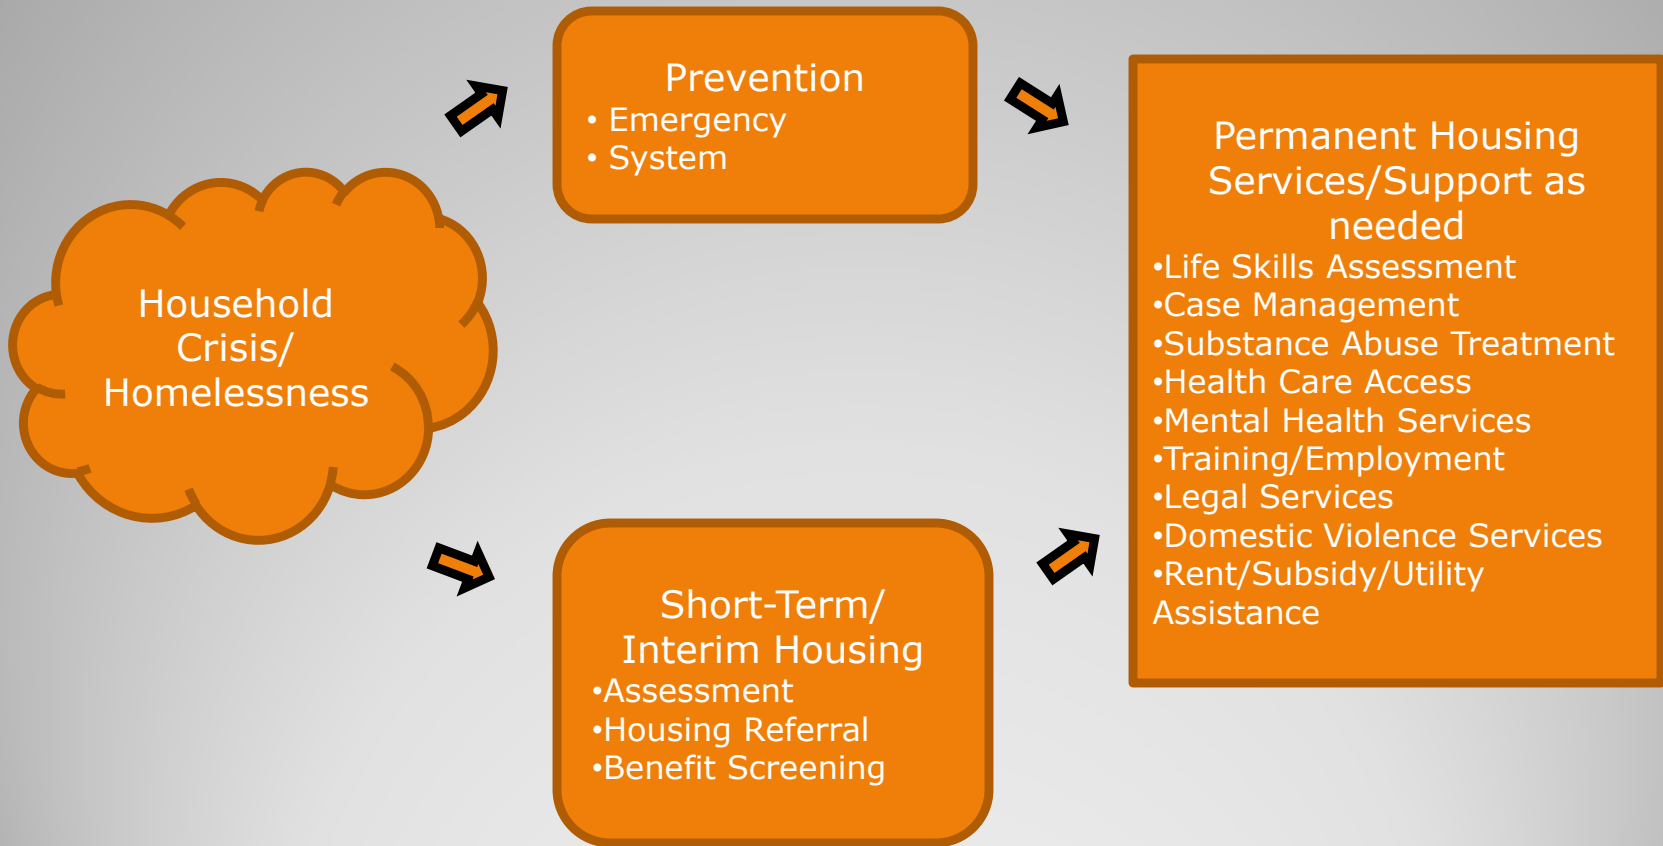 Prevention
• Emergency
• System
Household
Crisis/
Homelessness
Short-Term/
Interim Housing
•Assessment
•Housing Referral
•Benefit Screening
Permanent Housing
Services/Support as
needed
•Life Skills Assessment
•Case Management
•Substance Abuse Treatment
•Health Care Access
•Mental Health Services
•Training/Employment
•Legal Services
•Domestic Violence Services
•Rent/Subsidy/Utility
Assistance